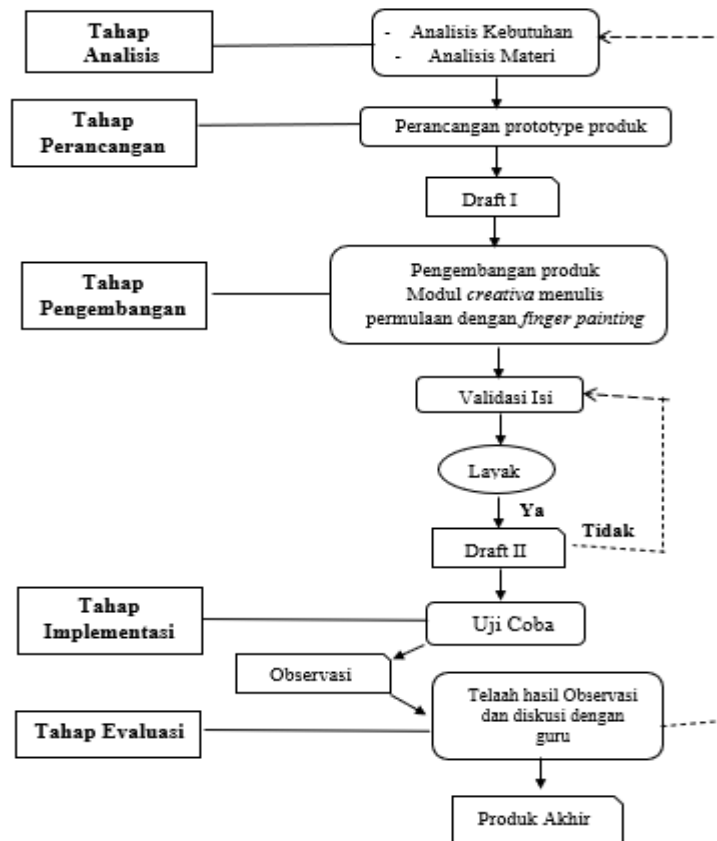 Tahap
Analisis
- Analisis Kebutuhan
- Analisis Materi
Tahap
Perancangan
Perancangan prototype produk
Draft I
Tahap
Pengembangan
Pengembangan produk
Modul creativa menulis
permulaan dengan finger painting
Validasi Isi
Layak
Ya
Tidak
Draft II
Tahap
Implementasi
Uji Coba
Observasi
Tahap Evaluasi
Telaah hasil Observasi
dan diskusi dengan
guru
Produk Akhir